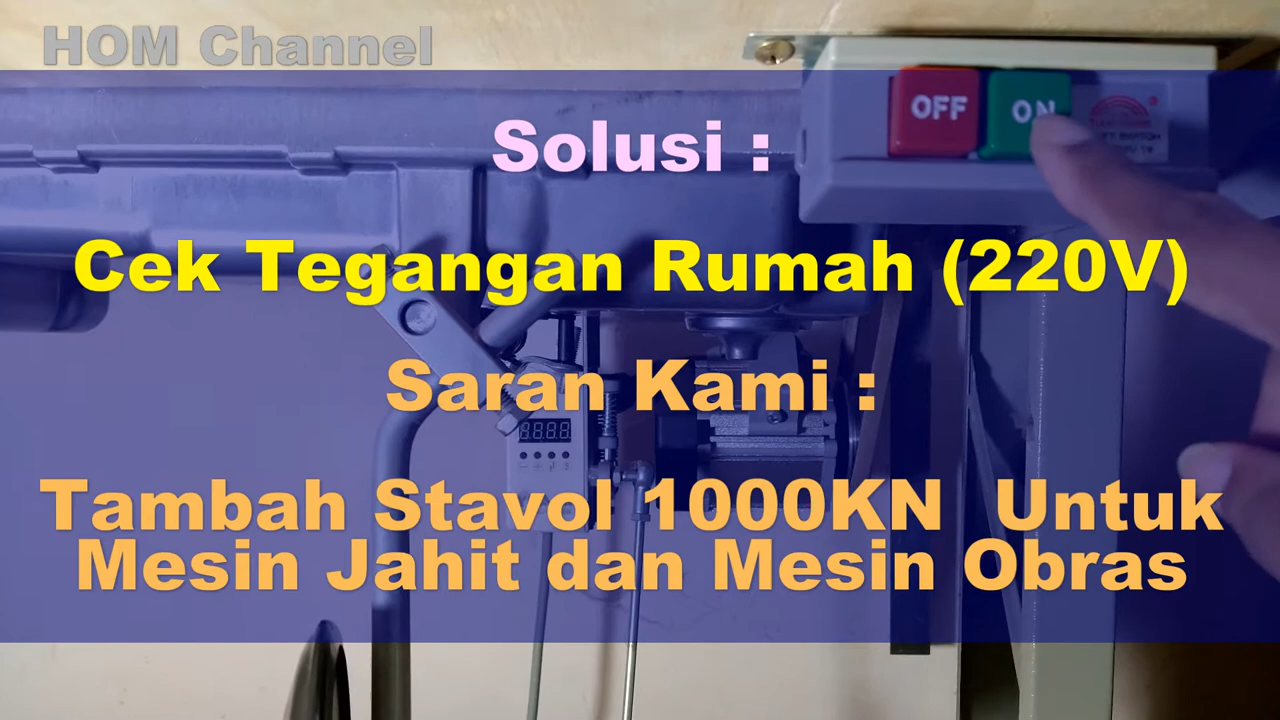 HOM Channel
OFF
ON
Solusi :
Cek Tegangan Rumah (220V)
Saran Kami :
Tambah Stavol 1000KN Untuk
Mesin Jahit dan Mesin Obras